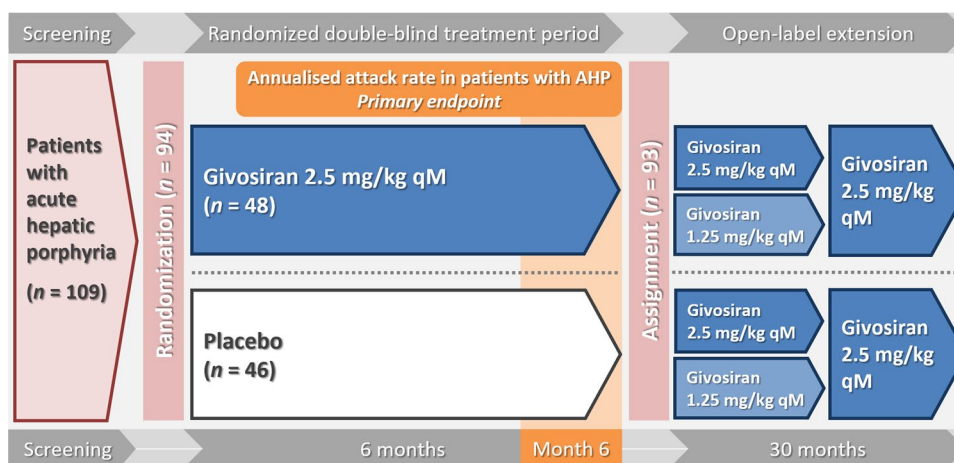 Screening
Randomized double-blind treatment period
Open-label extension
Annualised attack rate in patients with AHP
Primary endpoint
Patients
with
acute
hepatic
porphyria
(n = 109)
Randomization (n = 94)
Givosiran 2.5 mg/kg qM
(n = 48)
Placebo
(n = 46)
Assignment (n = 93)
Givosiran
2.5 mg/kg qM
Givosiran
1.25 mg/kg qM
Givosiran
2.5 mg/kg
qM
Givosiran
2.5 mg/kg qM
Givosiran
1.25 mg/kg qM
Givosiran
2.5 mg/kg
qM
Screening
6 months
Month 6
30 months